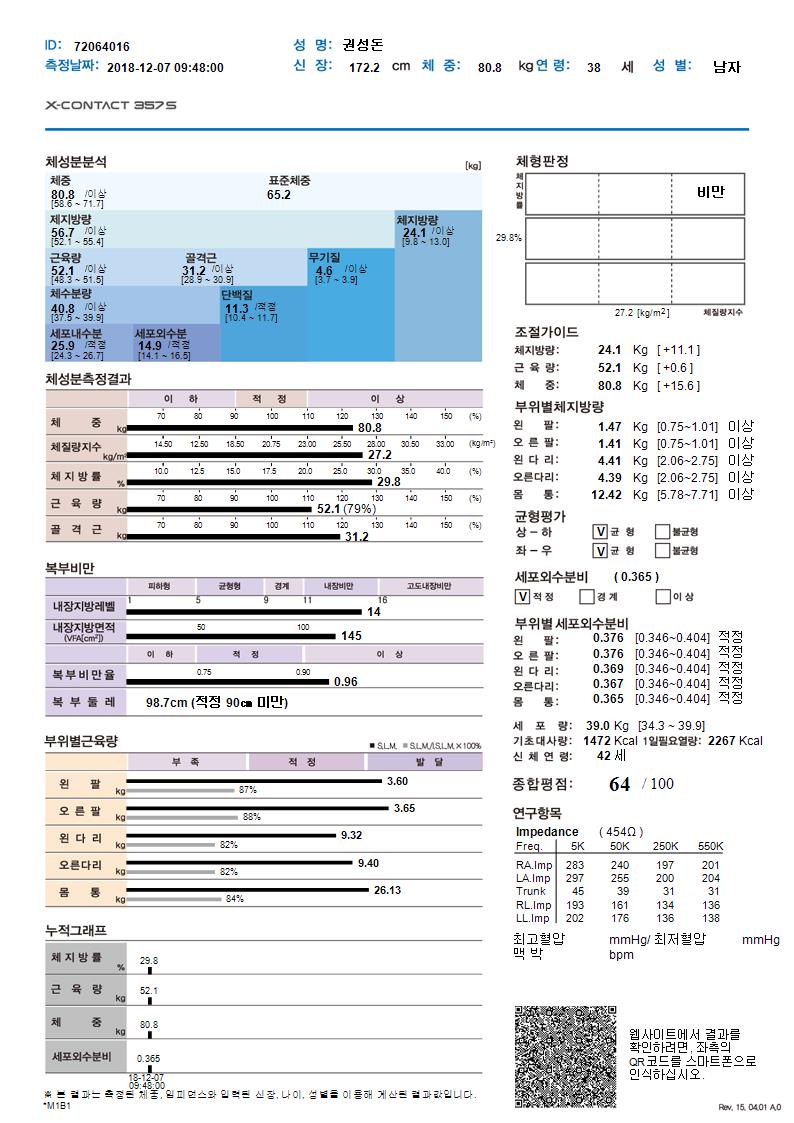 ID: 72064016 성 명: 권성돈
측정날짜: 2018-12-07 09:48:00 신 장: 172.2 cm 체 중: 80.8 kg 연 령: 38 세 성 별: 남자
X-CONTACT 357S
체성분분석 [kg]
체중 표준체중
80.8 /이상 65.2
[58.6 ~ 71.7]
제지방량 체지방량
56.7 /이상 24.1 /이상
[52.1 ~ 55.4] [9.8 ~ 13.0]
근육량 골격근 무기질
52.1 /이상 31.2 /이상 4.6 /이상
[48.3 ~ 51.5] [28.9 ~ 30.9] [3.7 ~ 3.9]
체수분량 단백질
40.8 /이상 11.3 /적정
[37.5 ~ 39.9] [10.4 ~ 11.7]
세포내수분 세포외수분
25.9 /적정 14.9 /적정
[24.3 ~ 26.7] [14.1 ~ 16.5]
체성분측정결과
이 하 적 정 이 상
70 80 90 100 110 120 130 140 150 (%)
체 중 kg 80.8
14.50 12.50 18.50 20.75 23.00 25.50 28.00 30.50 33.00 (kg/m²)
체질량지수 kg/m² 27.2
10.0 12.5 15.0 17.5 20.0 25.0 30.0 35.0 40.0 (%)
체 지 방 률 % 29.8
70 80 90 100 110 120 130 140 150 (%)
근 육 량 kg 52.1 (79%)
70 80 90 100 110 120 130 140 150 (%)
골 격 근 kg 31.2
복부비만
피하형 균형형 경계 내장비만 고도내장비만
1 5 9 11 16
내장지방레벨 14
50 100
내장지방면적 (VFA[cm²]) 145
이 하 적 정 이 상
0.75 0.90
복부비만율 0.96
복 부 둘 레 98.7cm (적정 90㎝ 미만)
부위별근육량 ■ S.L.M. ■ S.L.M./I.S.L.M.×100%
부 족 적 정 발 달
왼 팔 kg 3.60
87%
오 른 팔 kg 3.65
88%
왼 다 리 kg 9.32
82%
오른다리 kg 9.40
82%
몸 통 kg 26.13
84%
누적그래프
체 지 방 률 % 29.8
근 육 량 kg 52.1
체 중 kg 80.8
세포외수분비 0.365
18-12-07
09:48:00
※ 본 결과는 측정된 체중, 임피던스와 입력된 신장, 나이, 성별을 이용해 계산된 결과값입니다.
*M1B1
체형판정
체지방률 비만
29.8%
27.2 [kg/m²] 체질량지수
조절가이드
체지방량: 24.1 Kg [ +11.1 ]
근 육 량: 52.1 Kg [ +0.6 ]
체 중: 80.8 Kg [ +15.6 ]
부위별체지방량
왼 팔: 1.47 Kg [0.75~1.01] 이상
오 른 팔: 1.41 Kg [0.75~1.01] 이상
왼 다 리: 4.41 Kg [2.06~2.75] 이상
오른다리: 4.39 Kg [2.06~2.75] 이상
몸 통: 12.42 Kg [5.78~7.71] 이상
균형평가
상 – 하 V 균 형 불균형
좌 – 우 V 균 형 불균형
세포외수분비 ( 0.365 )
V 적 정 경 계 이 상
부위별 세포외수분비
왼 팔: 0.376 [0.346~0.404] 적정
오 른 팔: 0.376 [0.346~0.404] 적정
왼 다 리: 0.369 [0.346~0.404] 적정
오른다리: 0.367 [0.346~0.404] 적정
몸 통: 0.365 [0.346~0.404] 적정
세 포 량: 39.0 Kg [34.3 ~ 39.9]
기초대사량: 1472 Kcal 1일필요열량: 2267 Kcal
신 체 연 령: 42 세
종합평점: 64 / 100
연구항목
Impedance ( 454Ω )
Freq. 5K 50K 250K 550K
RA.Imp 283 240 197 201
LA.Imp 297 255 200 204
Trunk 45 39 31 31
RL.Imp 193 161 134 136
LL.Imp 202 176 136 138
최고혈압 mmHg/ 최저혈압 mmHg
맥 박 bpm
웹사이트에서 결과를
확인하려면, 좌측의
QR코드를 스마트폰으로
인식하십시오.
Rev, 15, 04,01 A,0